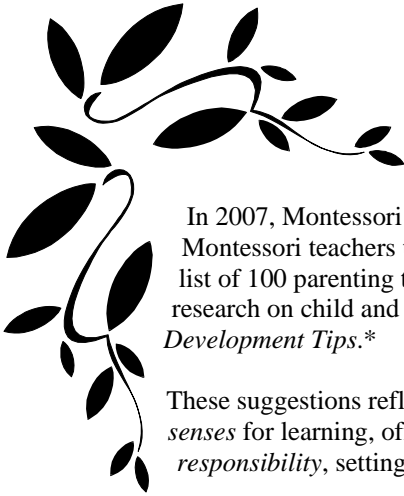 In 2007, Montessori
Montessori teachers
list of 100 parenting
research on child and
Development Tips.*
These suggestions refl
senses for learning, of
responsibility, setting